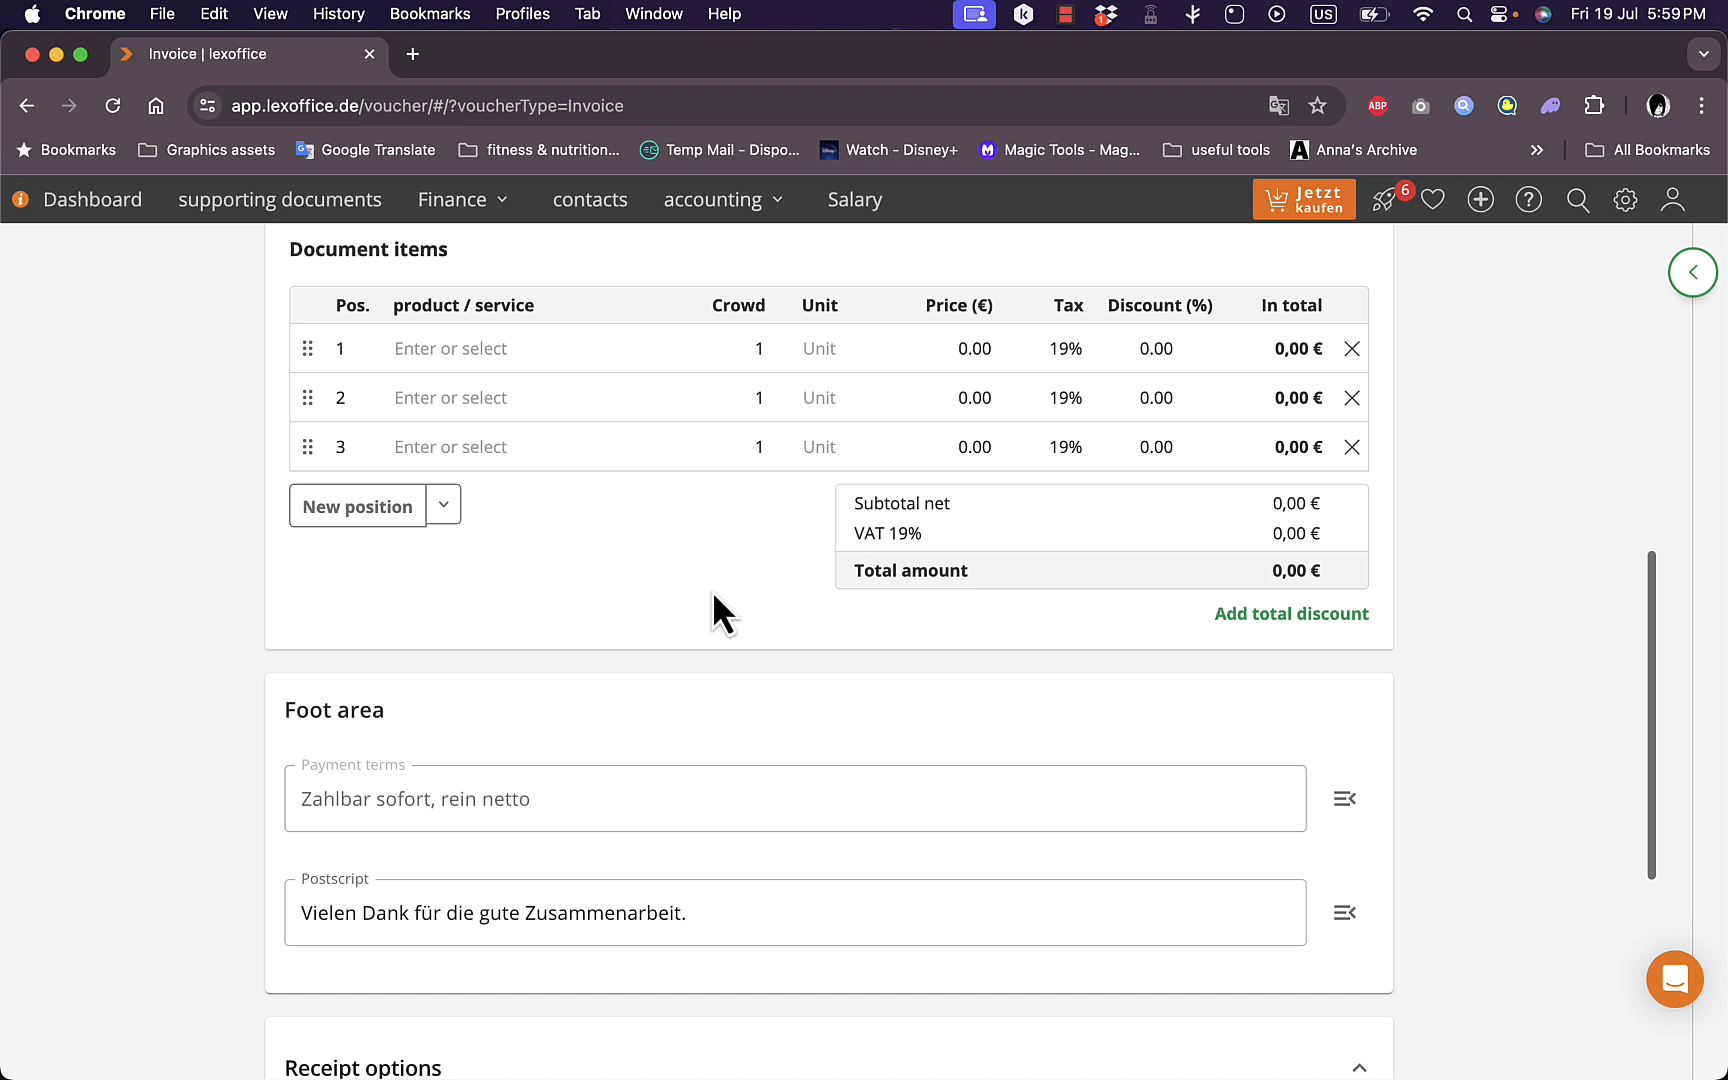 Chrome File Edit View History Bookmarks Profiles Tab Window Help 1 US Fri 19 Jul 5:59 PM
Invoice | lexoffice
app.lexoffice.de/voucher/#/?voucherType=Invoice ABP
Bookmarks Graphics assets Google Translate fitness & nutrition... Temp Mail - Dispo... Watch - Disney+ Magic Tools - Mag... useful tools Anna's Archive All Bookmarks
Dashboard supporting documents Finance contacts accounting Salary Jetzt kaufen 6
Document items
Pos. product / service Crowd Unit Price (€) Tax Discount (%) In total
1 Enter or select 1 Unit 0.00 19% 0.00 0,00 €
2 Enter or select 1 Unit 0.00 19% 0.00 0,00 €
3 Enter or select 1 Unit 0.00 19% 0.00 0,00 €
New position
Subtotal net 0,00 €
VAT 19% 0,00 €
Total amount 0,00 €
Add total discount
Foot area
Payment terms
Zahlbar sofort, rein netto
Postscript
Vielen Dank für die gute Zusammenarbeit.
Receipt options